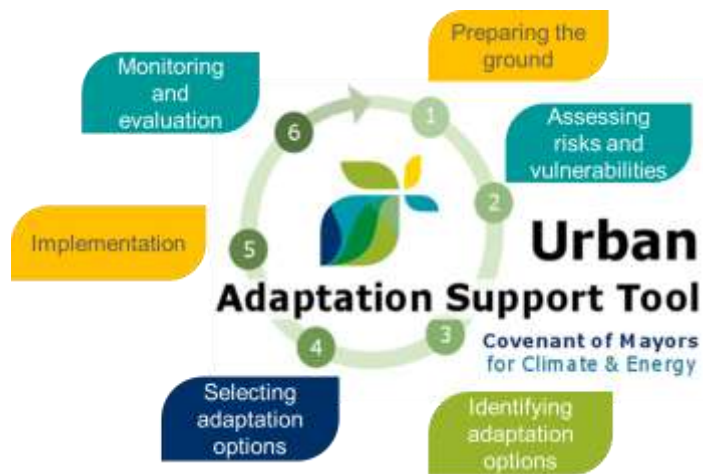 Preparing the
ground
Monitoring
and
evaluation
6
1
Assessing
risks and
vulnerabilities
2
Implementation
5
Urban
Adaptation Support Tool
4
3
Covenant of Mayors
for Climate & Energy
Selecting
adaptation
options
Identifying
adaptation
options